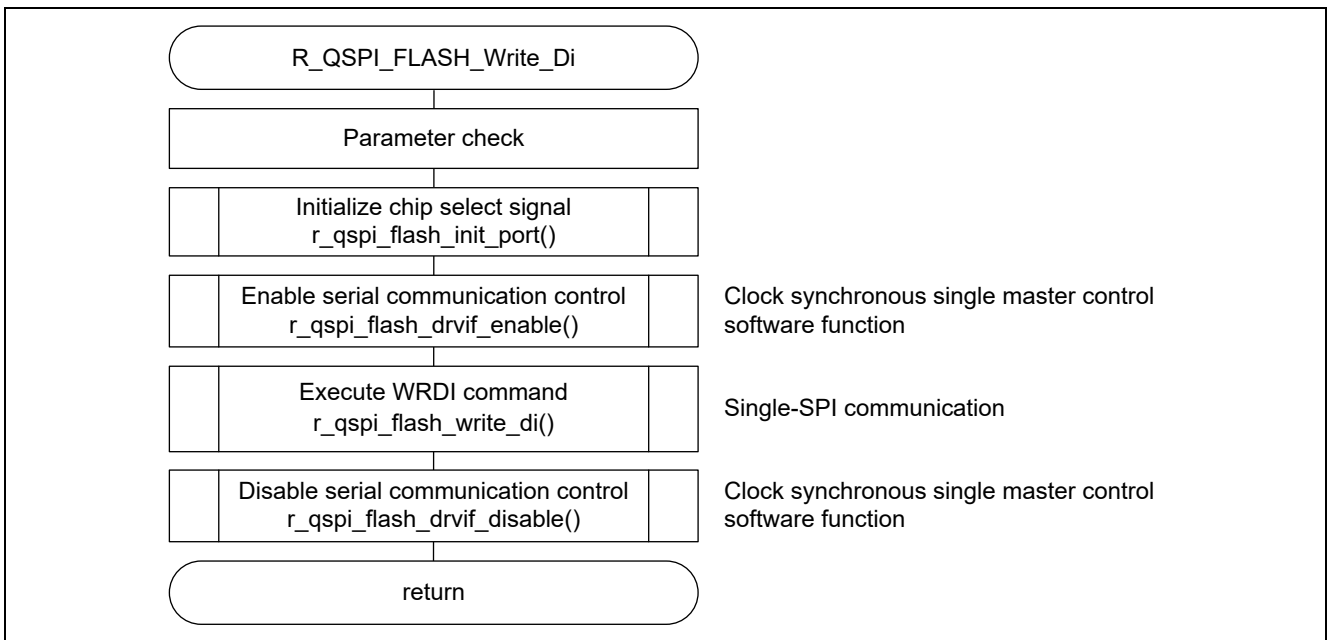 R_QSPI_FLASH_Write_Di
Parameter check
Initialize chip select signal
r_qspi_flash_init_port()
Enable serial communication control
r_qspi_flash_drvif_enable()
Clock synchronous single master control
software function
Execute WRDI command
r_qspi_flash_write_di()
Single-SPI communication
Disable serial communication control
r_qspi_flash_drvif_disable()
Clock synchronous single master control
software function
return